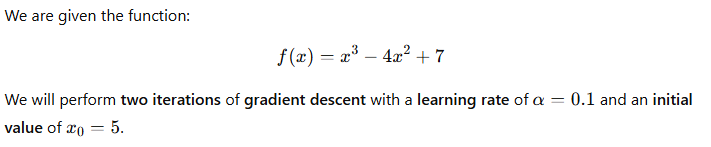 We are given the function:
f(x) = x³ − 4x² + 7
We will perform two iterations of gradient descent with a learning rate of α = 0.1 and an initial
value of x₀ = 5.